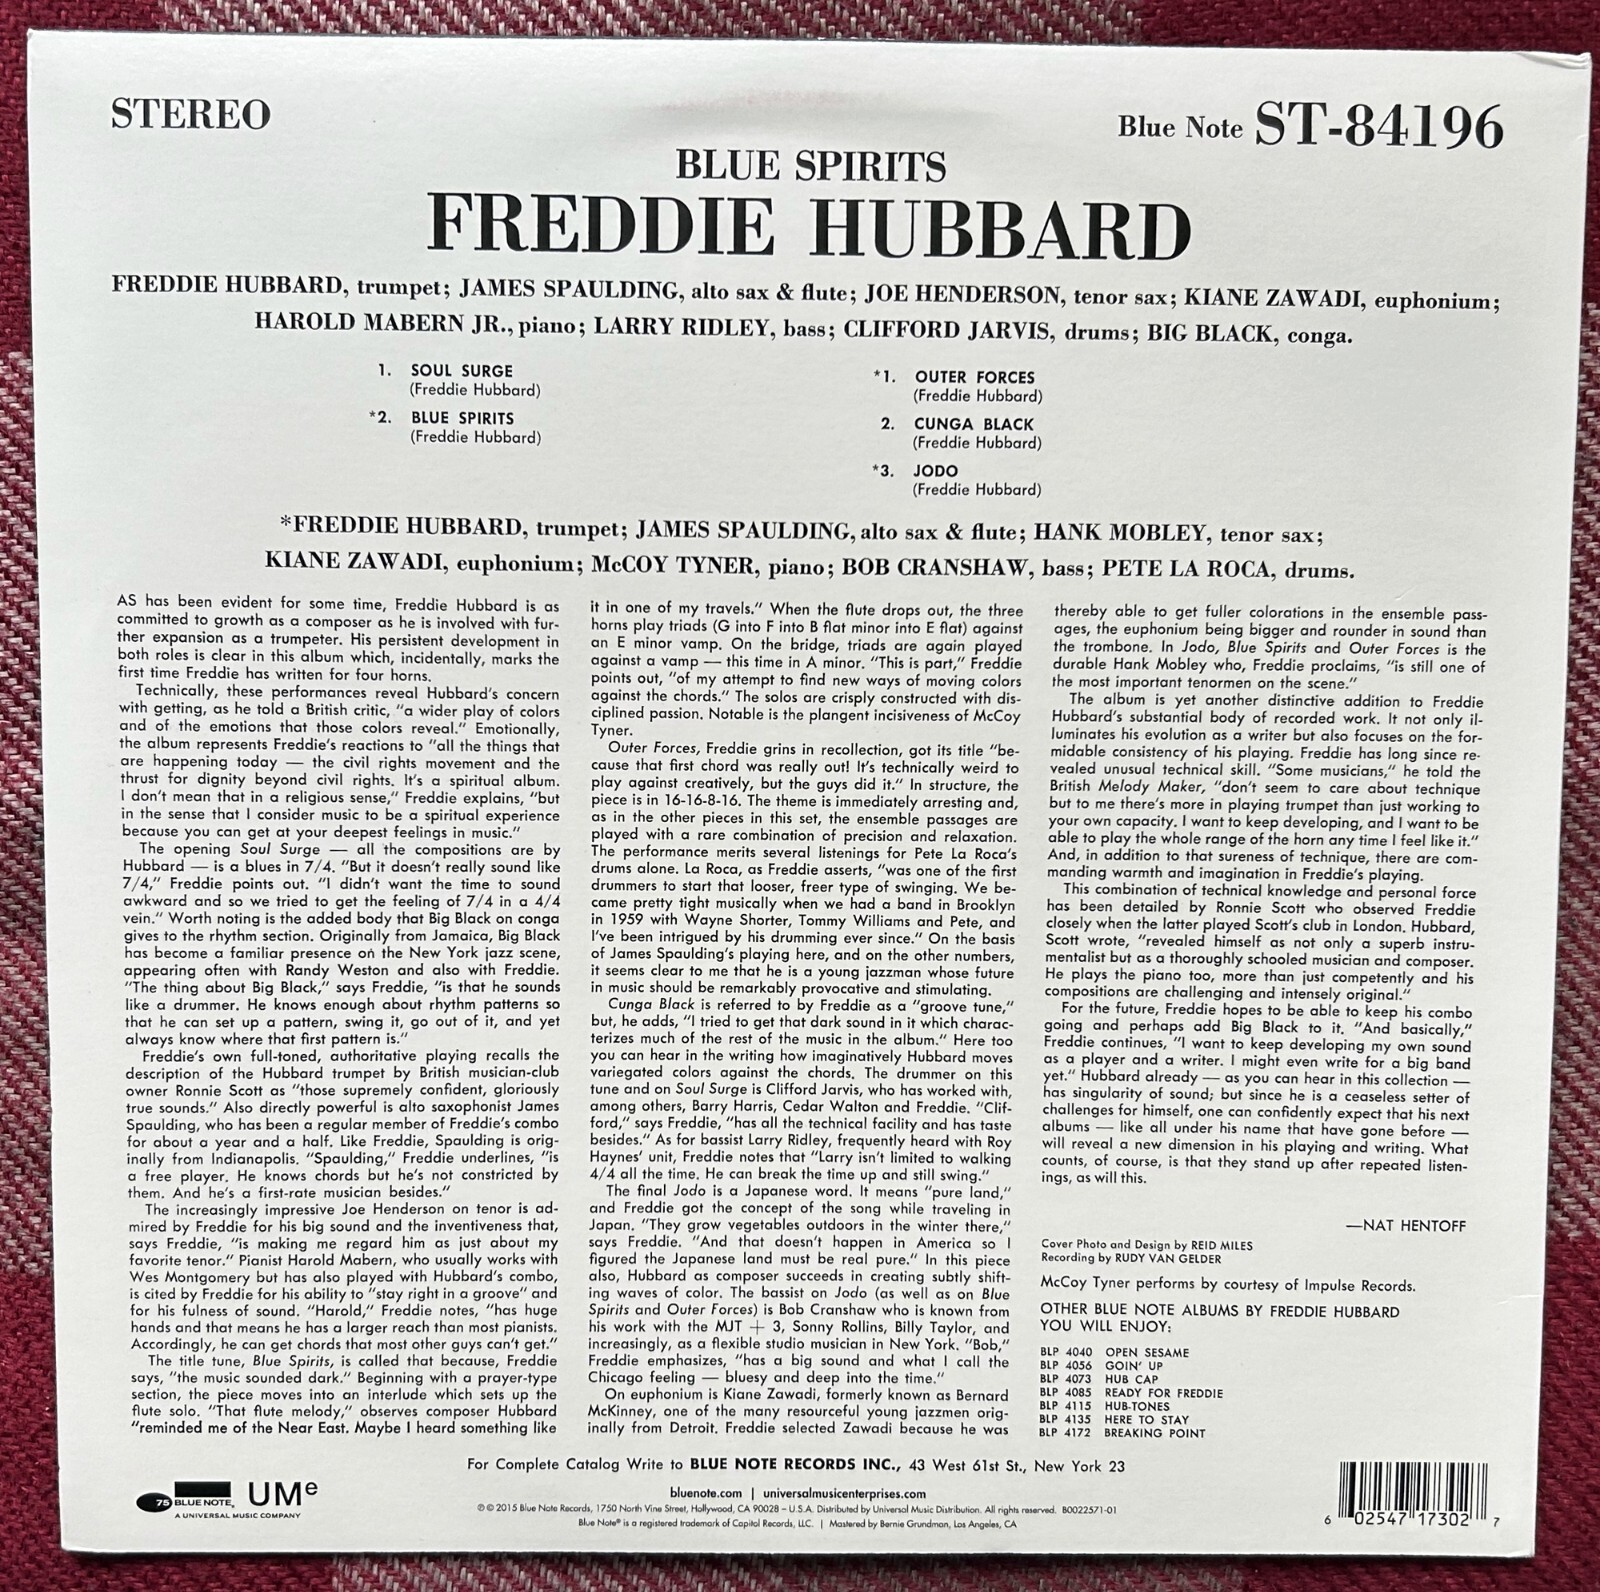 STEREO
Blue Note ST-84196
BLUE SPIRITS
FREDDIE HUBBARD
FREDDIE HUBBARD, trumpet; JAMES SPAULDING, alto sax & flute; JOE HENDERSON, tenor sax; KIANE ZAWADI, euphonium;
HAROLD MABERN JR., piano; LARRY RIDLEY, bass; CLIFFORD JARVIS, drums; BIG BLACK, conga.
1. SOUL SURGE
(Freddie Hubbard)
*2. BLUE SPIRITS
(Freddie Hubbard)
*1. OUTER FORCES
(Freddie Hubbard)
2. CUNGA BLACK
(Freddie Hubbard)
*3. JODO
(Freddie Hubbard)
*FREDDIE HUBBARD, trumpet; JAMES SPAULDING, alto sax & flute; HANK MOBLEY, tenor sax;
KIANE ZAWADI, euphonium; McCOY TYNER, piano; BOB CRANSHAW, bass; PETE LA ROCA, drums.
AS has been evident for some time, Freddie Hubbard is as
committed to growth as a composer as he is involved with fur-
ther expansion as a trumpeter. His persistent development in
both roles is clear in this album which, incidentally, marks the
first time Freddie has written for four horns.
Technically, these performances reveal Hubbard's concern
with getting, as he told a British critic, "a wider play of colors
and of the emotions that those colors reveal." Emotionally,
the album represents Freddie's reactions to "all the things that
are happening today — the civil rights movement and the
thrust for dignity beyond civil rights. It's a spiritual album.
I don't mean that in a religious sense," Freddie explains, "but
in the sense that I consider music to be a spiritual experience
because you can get at your deepest feelings in music."
The opening Soul Surge — all the compositions are by
Hubbard — is a blues in 7/4. "But it doesn't really sound like
7/4," Freddie points out. "I didn't want the time to sound
awkward and so we tried to get the feeling of 7/4 in a 4/4
vein." Worth noting is the added body that Big Black on conga
gives to the rhythm section. Originally from Jamaica, Big Black
has become a familiar presence on the New York jazz scene,
appearing often with Randy Weston and also with Freddie.
"The thing about Big Black," says Freddie, "is that he sounds
like a drummer. He knows enough about rhythm patterns so
that he can set up a pattern, swing it, go out of it, and yet
always know where that first pattern is."
Freddie's own full-toned, authoritative playing recalls the
description of the Hubbard trumpet by British musician-club
owner Ronnie Scott as "those supremely confident, gloriously
true sounds." Also directly powerful is alto saxophonist James
Spaulding, who has been a regular member of Freddie's combo
for about a year and a half. Like Freddie, Spaulding is orig-
inally from Indianapolis. "Spaulding," Freddie underlines, "is
a free player. He knows chords but he's not constricted by
them. And he's a first-rate musician besides."
The increasingly impressive Joe Henderson on tenor is ad-
mired by Freddie for his big sound and the inventiveness that,
says Freddie, "is making me regard him as just about my
favorite tenor." Pianist Harold Mabern, who usually works with
Wes Montgomery but has also played with Hubbard's combo,
is cited by Freddie for his ability to "stay right in a groove" and
for his fulness of sound. "Harold," Freddie notes, "has huge
hands and that means he has a larger reach than most pianists.
Accordingly, he can get chords that most other guys can't get."
The title tune, Blue Spirits, is called that because, Freddie
says, "the music sounded dark." Beginning with a prayer-type
section, the piece moves into an interlude which sets up the
flute solo. "That flute melody," observes composer Hubbard
"reminded me of the Near East. Maybe I heard something like
it in one of my travels." When the flute drops out, the three
horns play triads (G into F into B flat minor into E flat) against
an E minor vamp. On the bridge, triads are again played
against a vamp — this time in A minor. "This is part," Freddie
points out, "of my attempt to find new ways of moving colors
against the chords." The solos are crisply constructed with dis-
ciplined passion. Notable is the plangent incisiveness of McCoy
Tyner.
Outer Forces, Freddie grins in recollection, got its title "be-
cause that first chord was really out! It's technically weird to
play against creatively, but the guys did it." In structure, the
piece is in 16-16-8-16. The theme is immediately arresting and,
as in the other pieces in this set, the ensemble passages are
played with a rare combination of precision and relaxation.
The performance merits several listenings for Pete La Roca's
drums alone. La Roca, as Freddie asserts, "was one of the first
drummers to start that looser, freer type of swinging. We be-
came pretty tight musically when we had a band in Brooklyn
in 1959 with Wayne Shorter, Tommy Williams and Pete, and
I've been intrigued by his drumming ever since." On the basis
of James Spaulding's playing here, and on the other numbers,
it seems clear to me that he is a young jazzman whose future
in music should be remarkably provocative and stimulating.
Cunga Black is referred to by Freddie as a "groove tune,"
but, he adds, "I tried to get that dark sound in it which charac-
terizes much of the rest of the music in the album." Here too
you can hear in the writing how imaginatively Hubbard moves
variegated colors against the chords. The drummer on this
tune and on Soul Surge is Clifford Jarvis, who has worked with,
among others, Barry Harris, Cedar Walton and Freddie. "Clif-
ford," says Freddie, "has all the technical facility and has taste
besides." As for bassist Larry Ridley, frequently heard with Roy
Haynes' unit, Freddie notes that "Larry isn't limited to walking
4/4 all the time. He can break the time up and still swing."
The final Jodo is a Japanese word. It means "pure land,"
and Freddie got the concept of the song while traveling in
Japan. "They grow vegetables outdoors in the winter there,"
says Freddie. "And that doesn't happen in America so I
figured the Japanese land must be real pure." In this piece
also, Hubbard as composer succeeds in creating subtly shift-
ing waves of color. The bassist on Jodo (as well as on Blue
Spirits and Outer Forces) is Bob Cranshaw who is known from
his work with the MJT + 3, Sonny Rollins, Billy Taylor, and
increasingly, as a flexible studio musician in New York. "Bob,"
Freddie emphasizes, "has a big sound and what I call the
Chicago feeling — bluesy and deep into the time."
On euphonium is Kiane Zawadi, formerly known as Bernard
McKinney, one of the many resourceful young jazzmen orig-
inally from Detroit. Freddie selected Zawadi because he was
thereby able to get fuller colorations in the ensemble pass-
ages, the euphonium being bigger and rounder in sound than
the trombone. In Jodo, Blue Spirits and Outer Forces is the
durable Hank Mobley who, Freddie proclaims, "is still one of
the most important tenormen on the scene."
The album is yet another distinctive addition to Freddie
Hubbard's substantial body of recorded work. It not only il-
luminates his evolution as a writer but also focuses on the for-
midable consistency of his playing. Freddie has long since re-
vealed unusual technical skill. "Some musicians," he told the
British Melody Maker, "don't seem to care about technique
but to me there's more in playing trumpet than just working to
your own capacity. I want to keep developing, and I want to be
able to play the whole range of the horn any time I feel like it."
And, in addition to that sureness of technique, there are com-
manding warmth and imagination in Freddie's playing.
This combination of technical knowledge and personal force
has been detailed by Ronnie Scott who observed Freddie
closely when the latter played Scott's club in London. Hubbard,
Scott wrote, "revealed himself as not only a superb instru-
mentalist but as a thoroughly schooled musician and composer.
He plays the piano too, more than just competently and his
compositions are challenging and intensely original."
For the future, Freddie hopes to be able to keep his combo
going and perhaps add Big Black to it. "And basically,"
Freddie continues, "I want to keep developing my own sound
as a player and a writer. I might even write for a big band
yet." Hubbard already — as you can hear in this collection —
has singularity of sound; but since he is a ceaseless setter of
challenges for himself, one can confidently expect that his next
albums — like all under his name that have gone before —
will reveal a new dimension in his playing and writing. What
counts, of course, is that they stand up after repeated listen-
ings, as will this.
—NAT HENTOFF
Cover Photo and Design by REID MILES
Recording by RUDY VAN GELDER
McCoy Tyner performs by courtesy of Impulse Records.
OTHER BLUE NOTE ALBUMS BY FREDDIE HUBBARD
YOU WILL ENJOY:
BLP 4040 OPEN SESAME
BLP 4056 GOIN' UP
BLP 4073 HUB CAP
BLP 4085 READY FOR FREDDIE
BLP 4115 HUB-TONES
BLP 4135 HERE TO STAY
BLP 4172 BREAKING POINT
For Complete Catalog Write to BLUE NOTE RECORDS INC., 43 West 61st St., New York 23
75 BLUE NOTE. UMe
A UNIVERSAL MUSIC COMPANY
bluenote.com | universalmusicenterprises.com
℗ © 2015 Blue Note Records, 1750 North Vine Street, Hollywood, CA 90028 – U.S.A. Distributed by Universal Music Distribution. All rights reserved. B0022571-01
Blue Note® is a registered trademark of Capitol Records, LLC. | Mastered by Bernie Grundman, Los Angeles, CA
6 02547 17302 7